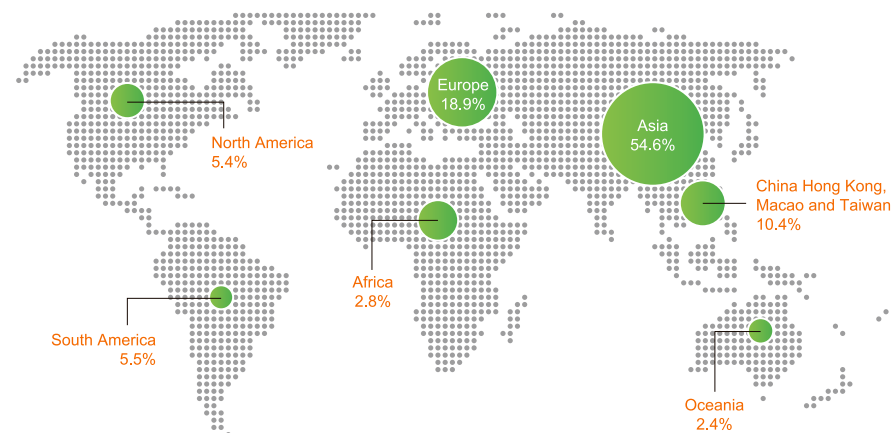 Europe
18.9%
Asia
54.6%
North America
5.4%
China Hong Kong,
Macao and Taiwan
10.4%
Africa
2.8%
South America
5.5%
Oceania
2.4%